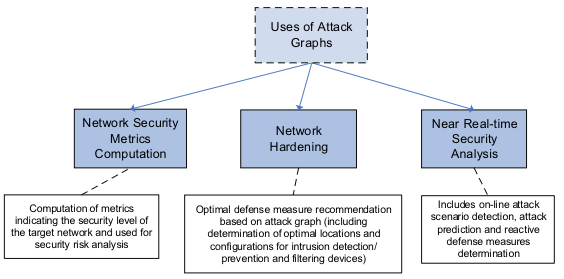 Uses of Attack
Graphs
Network Security
Metrics
Computation
Network
Hardening
Near Real-time
Security
Analysis
Computation of metrics
indicating the security level of
the target network and used for
security risk analysis
Optimal defense measure recommendation
based on attack graph (including
determination of optimal locations and
configurations for intrusion detection/
prevention and filtering devices)
Includes on-line attack
scenario detection, attack
prediction and reactive
defense measures
determination